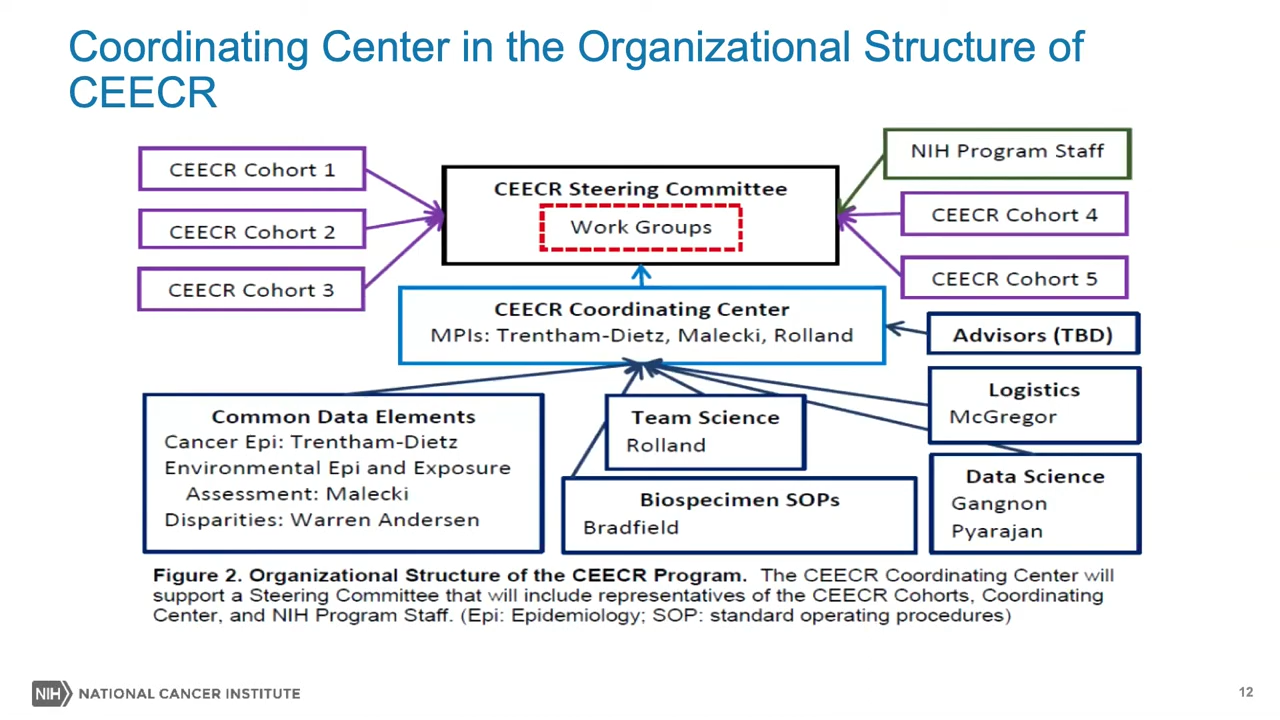 Coordinating Center in the Organizational Structure of
CEECR
CEECR Cohort 1
CEECR Cohort 2
CEECR Cohort 3
CEECR Steering Committee
Work Groups
NIH Program Staff
CEECR Cohort 4
CEECR Cohort 5
CEECR Coordinating Center
MPIs: Trentham-Dietz, Malecki, Rolland
Advisors (TBD)
Common Data Elements
Cancer Epi: Trentham-Dietz
Environmental Epi and Exposure
Assessment: Malecki
Disparities: Warren Andersen
Team Science
Rolland
Biospecimen SOPs
Bradfield
Logistics
McGregor
Data Science
Gangnon
Pyarajan
Figure 2. Organizational Structure of the CEECR Program. The CEECR Coordinating Center will
support a Steering Committee that will include representatives of the CEECR Cohorts, Coordinating
Center, and NIH Program Staff. (Epi: Epidemiology; SOP: standard operating procedures)
NIH NATIONAL CANCER INSTITUTE
12